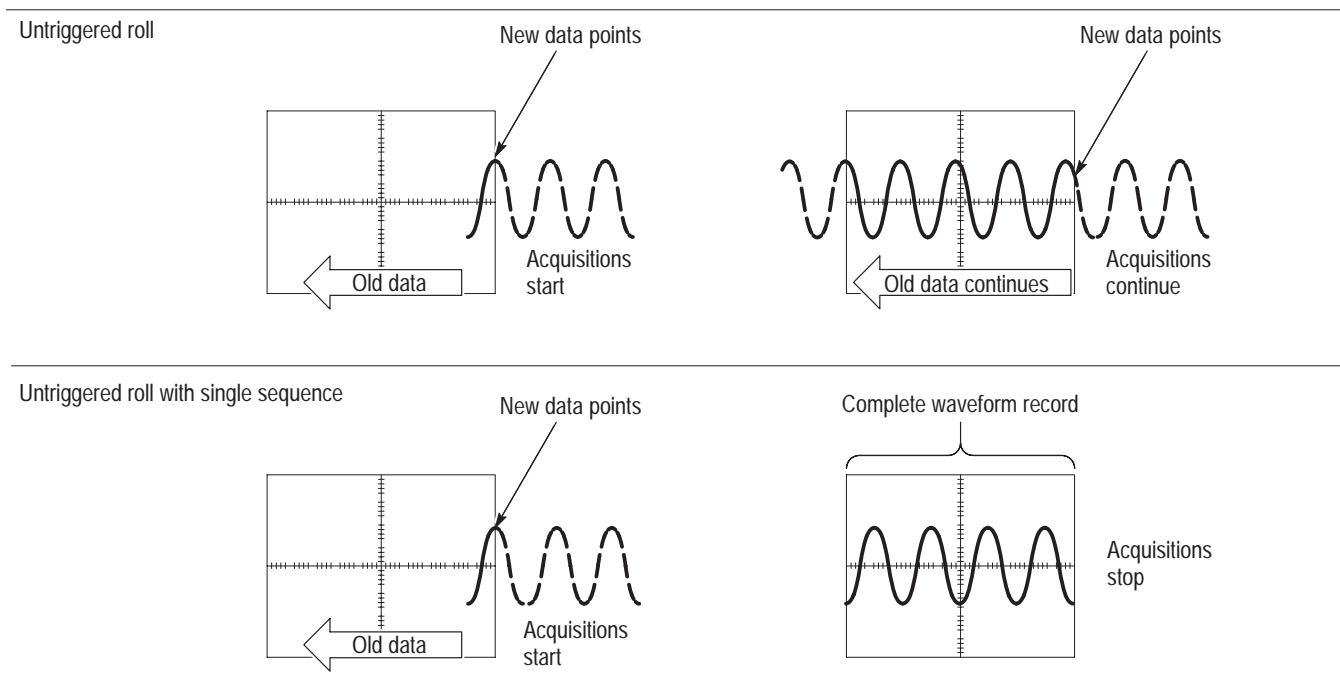 Untriggered roll
New data points
New data points
Acquisitions
start
Old data
Acquisitions
continue
Old data continues
Untriggered roll with single sequence
New data points
Complete waveform record
Acquisitions
start
Old data
Acquisitions
stop